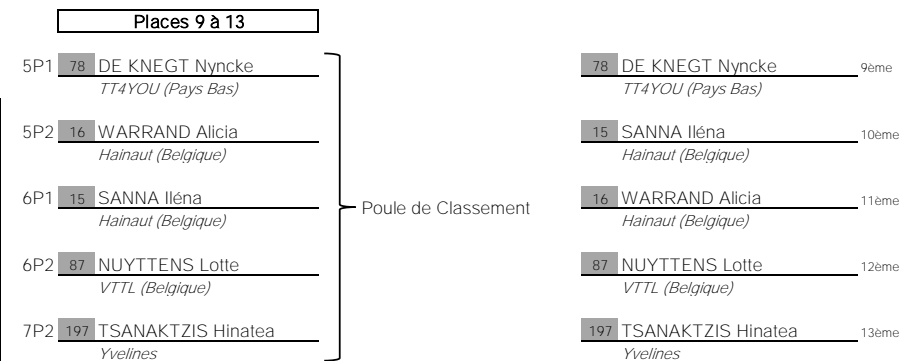 Places 9 à 13
5P1 78 DE KNEGT Nyncke
TT4YOU (Pays Bas)
5P2 16 WARRAND Alicia
Hainaut (Belgique)
6P1 15 SANNA Iléna
Hainaut (Belgique)
6P2 87 NUYTTENS Lotte
VTTL (Belgique)
7P2 197 TSANAKTZIS Hinatea
Yvelines
Poule de Classement
78 DE KNEGT Nyncke 9ème
TT4YOU (Pays Bas)
15 SANNA Iléna 10ème
Hainaut (Belgique)
16 WARRAND Alicia 11ème
Hainaut (Belgique)
87 NUYTTENS Lotte 12ème
VTTL (Belgique)
197 TSANAKTZIS Hinatea 13ème
Yvelines